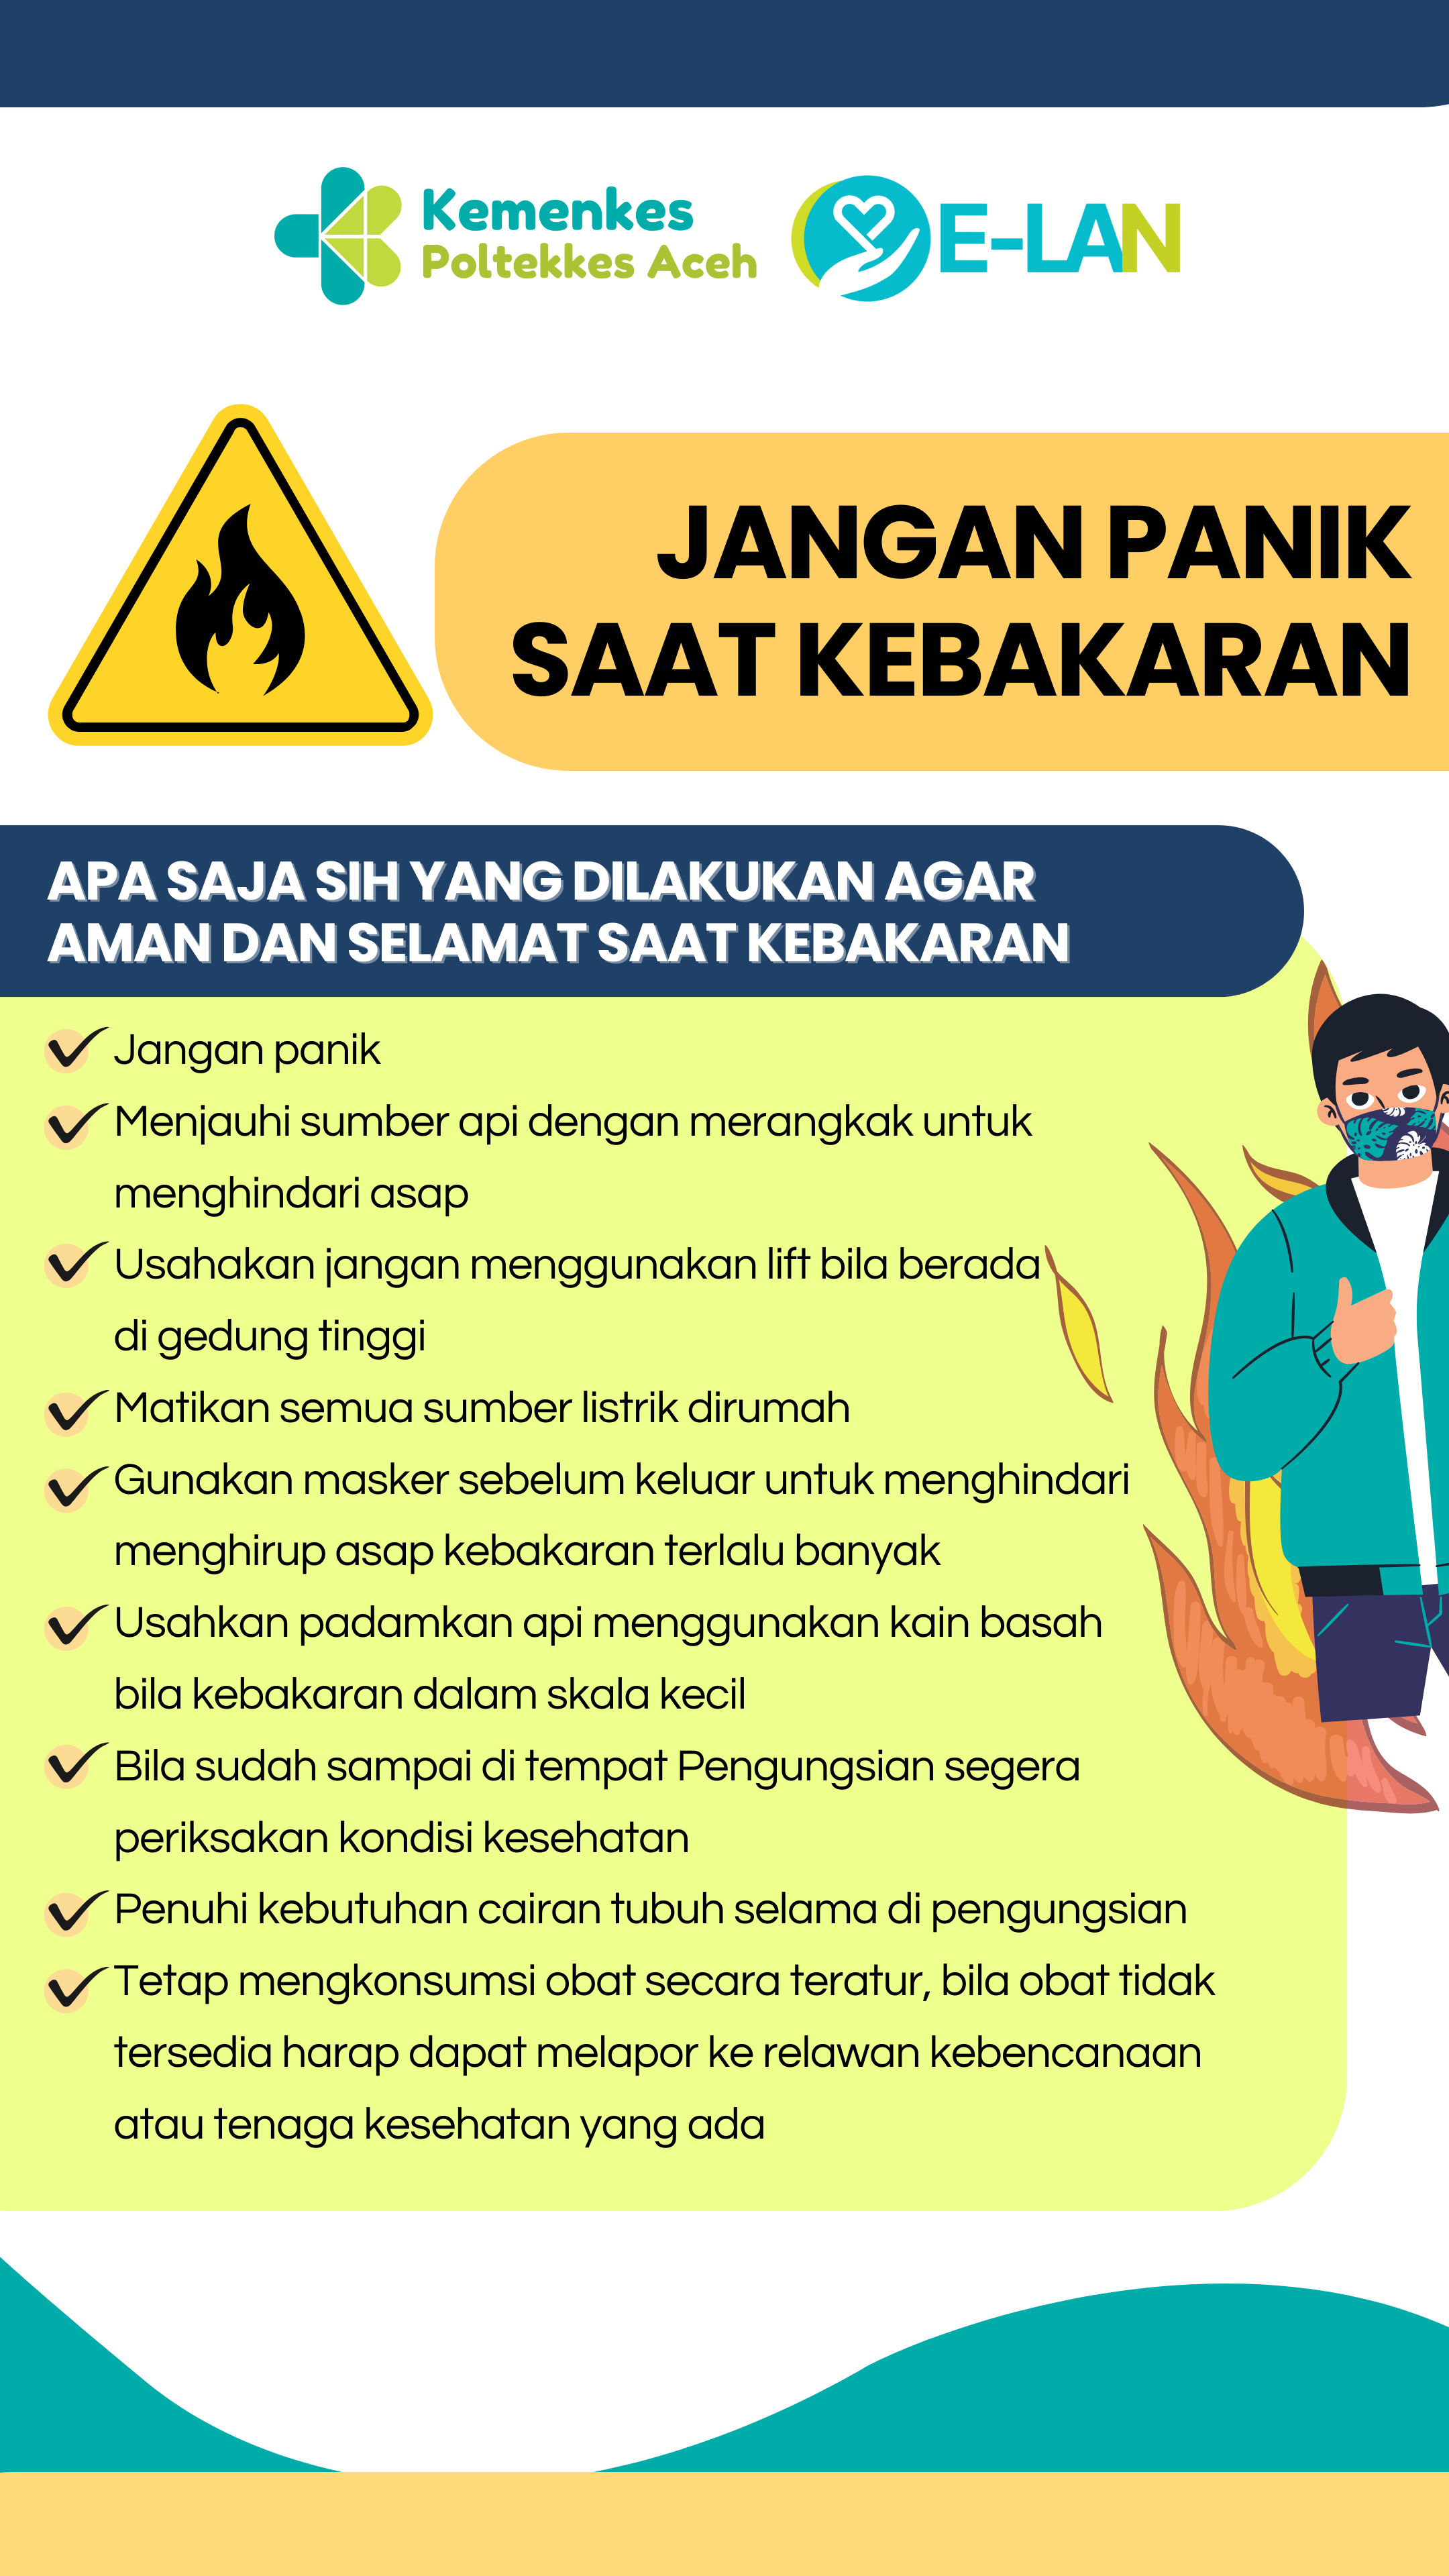 Kemenkes
Poltekkes Aceh
E-LAN
JANGAN PANIK
SAAT KEBAKARAN
APA SAJA SIH YANG DILAKUKAN AGAR
AMAN DAN SELAMAT SAAT KEBAKARAN
Jangan panik
Menjauhi sumber api dengan merangkak untuk
menghindari asap
Usahakan jangan menggunakan lift bila berada
di gedung tinggi
Matikan semua sumber listrik dirumah
Gunakan masker sebelum keluar untuk menghindari
menghirup asap kebakaran terlalu banyak
Usahkan padamkan api menggunakan kain basah
bila kebakaran dalam skala kecil
Bila sudah sampai di tempat Pengungsian segera
periksakan kondisi kesehatan
Penuhi kebutuhan cairan tubuh selama di pengungsian
Tetap mengkonsumsi obat secara teratur, bila obat tidak
tersedia harap dapat melapor ke relawan kebencanaan
atau tenaga kesehatan yang ada